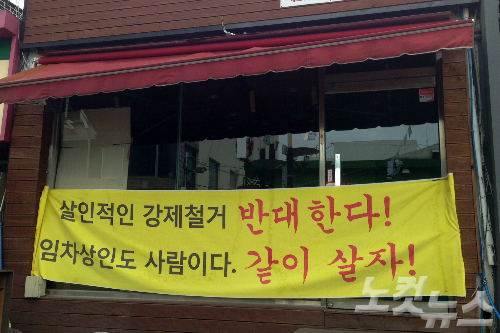 살인적인 강제철거 반대한다!
임차상인도 사람이다. 같이 살자!
노컷
뉴스